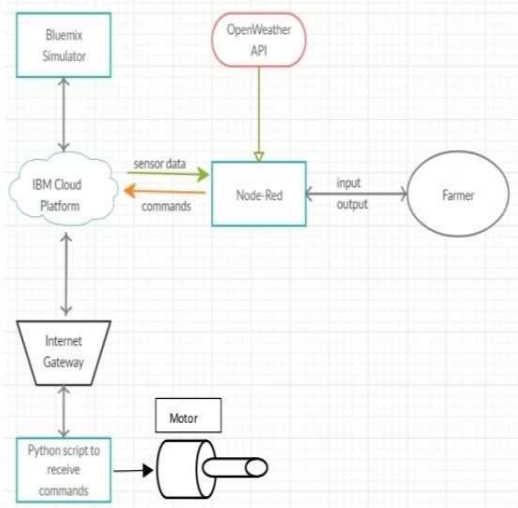 Bluemix
Simulator
OpenWeather
API
sensor data
IBM Cloud
Platform
commands
Node-Red
input
output
Farmer
Internet
Gateway
Motor
Python script to
receive
commands